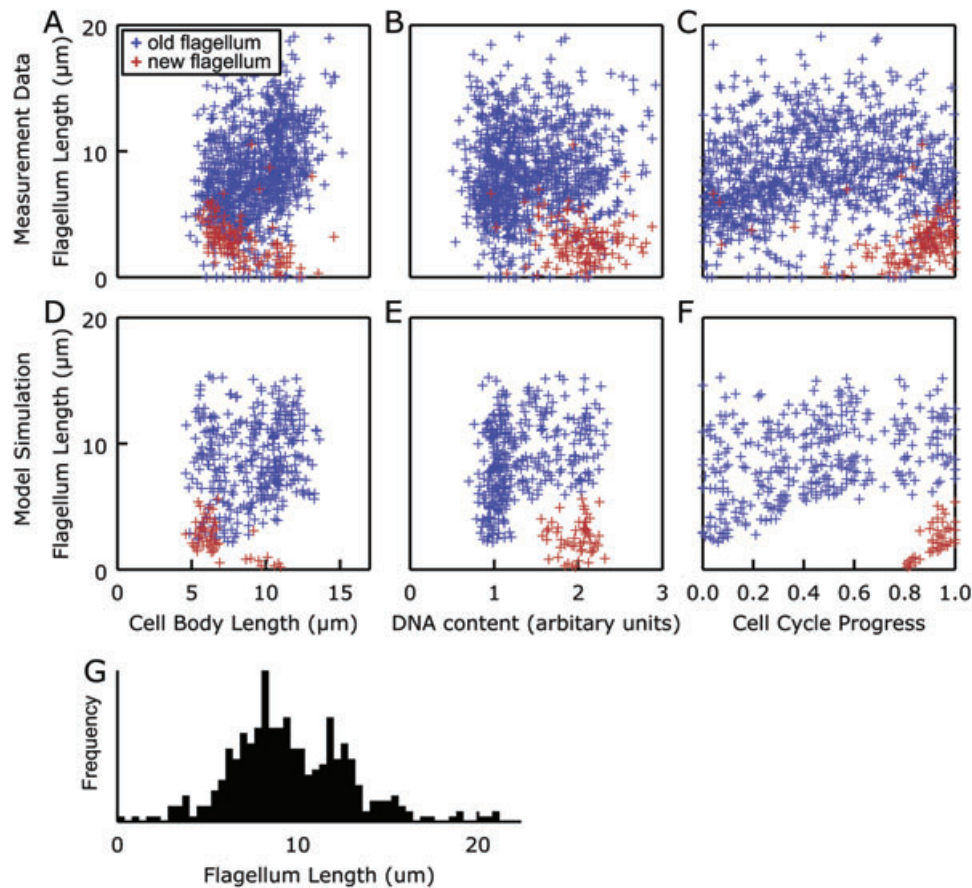 A
B
C
Measurement Data
Flagellum Length (µm)
20
10
0
old flagellum
new flagellum
D
E
F
Model Simulation
Flagellum Length (µm)
20
10
0
0 5 10 15
0 1 2 3
0.0 0.2 0.4 0.6 0.8 1.0
Cell Body Length (µm)
DNA content (arbitary units)
Cell Cycle Progress
G
Frequency
0 10 20
Flagellum Length (um)